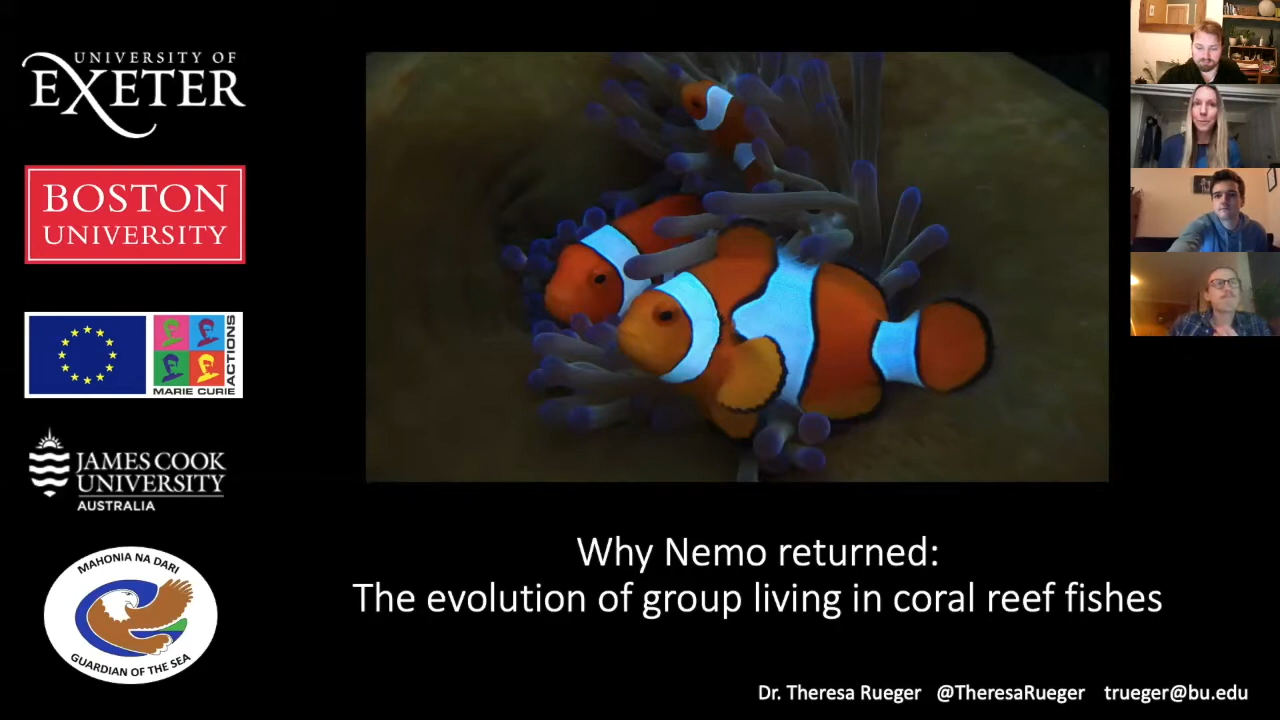 UNIVERSITY OF
EXETER
BOSTON
UNIVERSITY
MARIE CURIE
ACTIONS
JAMES COOK
UNIVERSITY
AUSTRALIA
MAHONIA NA DARI
GUARDIAN OF THE SEA
Why Nemo returned:
The evolution of group living in coral reef fishes
Dr. Theresa Rueger @TheresaRueger trueger@bu.edu